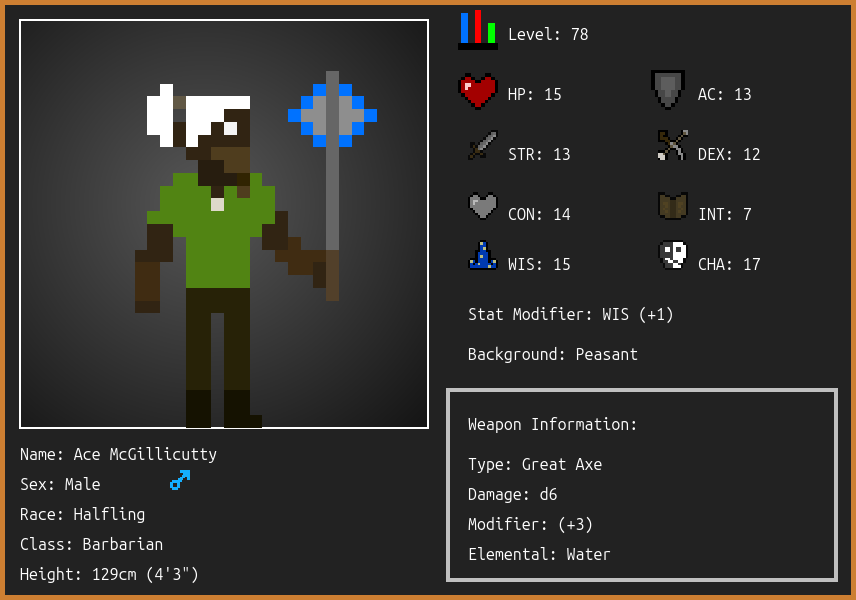 Level: 78
HP: 15
AC: 13
STR: 13
DEX: 12
CON: 14
INT: 7
WIS: 15
CHA: 17
Stat Modifier: WIS (+1)
Background: Peasant
Weapon Information:
Type: Great Axe
Damage: d6
Modifier: (+3)
Elemental: Water
Name: Ace McGillicutty
Sex: Male
Race: Halfling
Class: Barbarian
Height: 129cm (4'3")